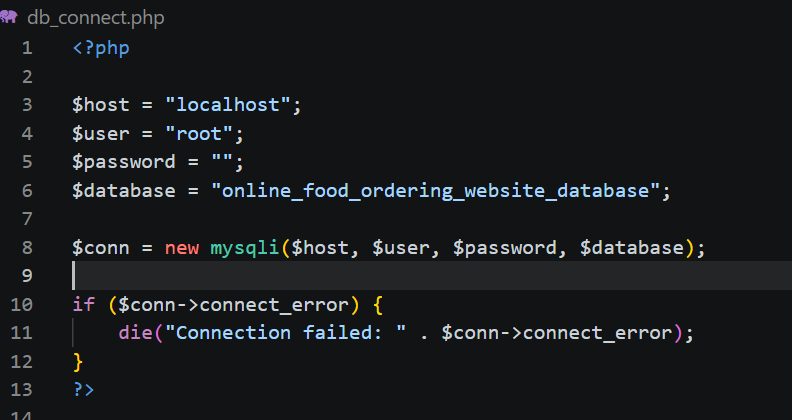 db_connect.php
1 <?php
2
3 $host = "localhost";
4 $user = "root";
5 $password = "";
6 $database = "online_food_ordering_website_database";
7
8 $conn = new mysqli($host, $user, $password, $database);
9
10 if ($conn->connect_error) {
11     die("Connection failed: " . $conn->connect_error);
12 }
13 ?>
14